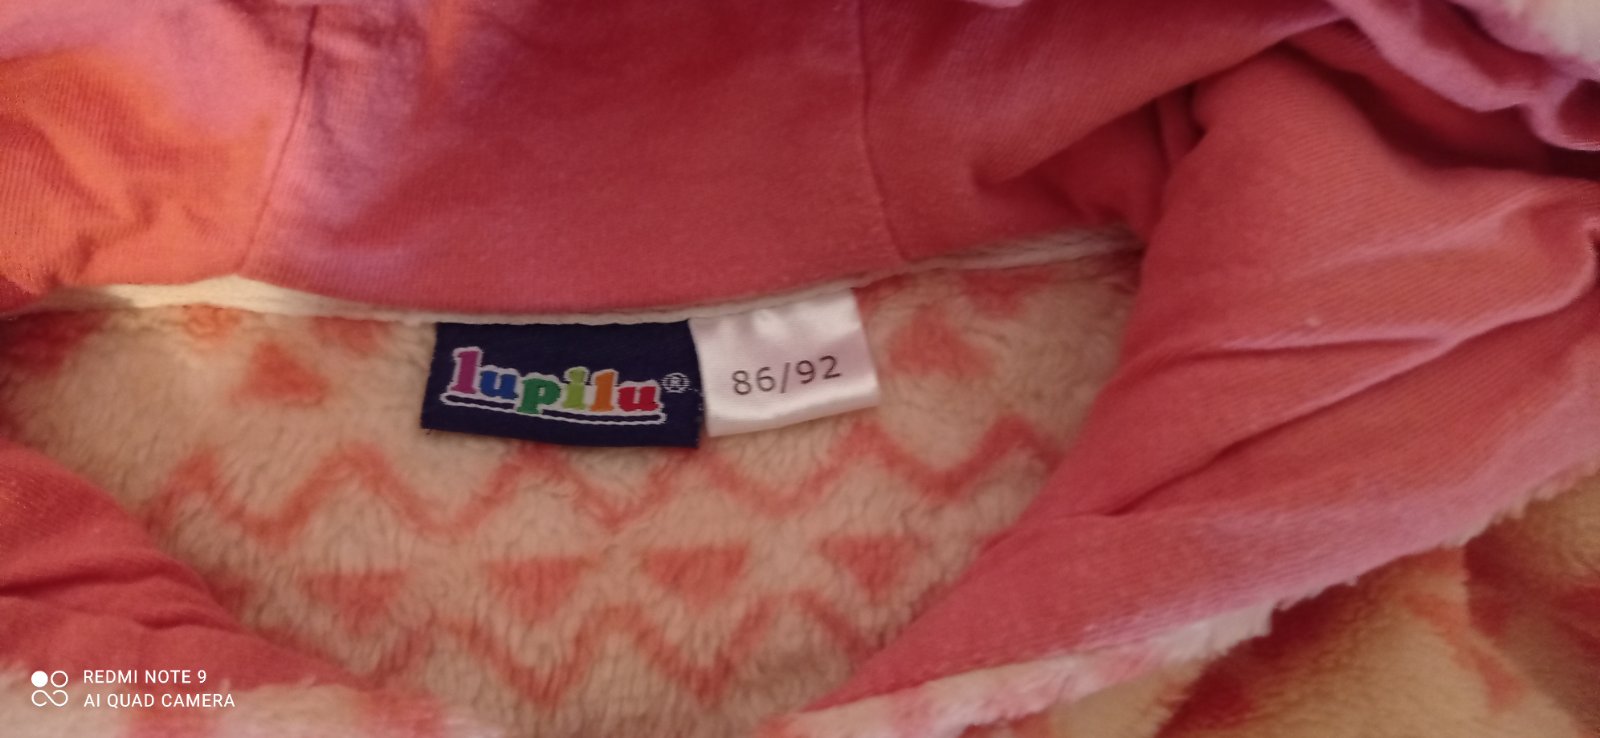 lupilu®
86/92
REDMI NOTE 9
AI QUAD CAMERA